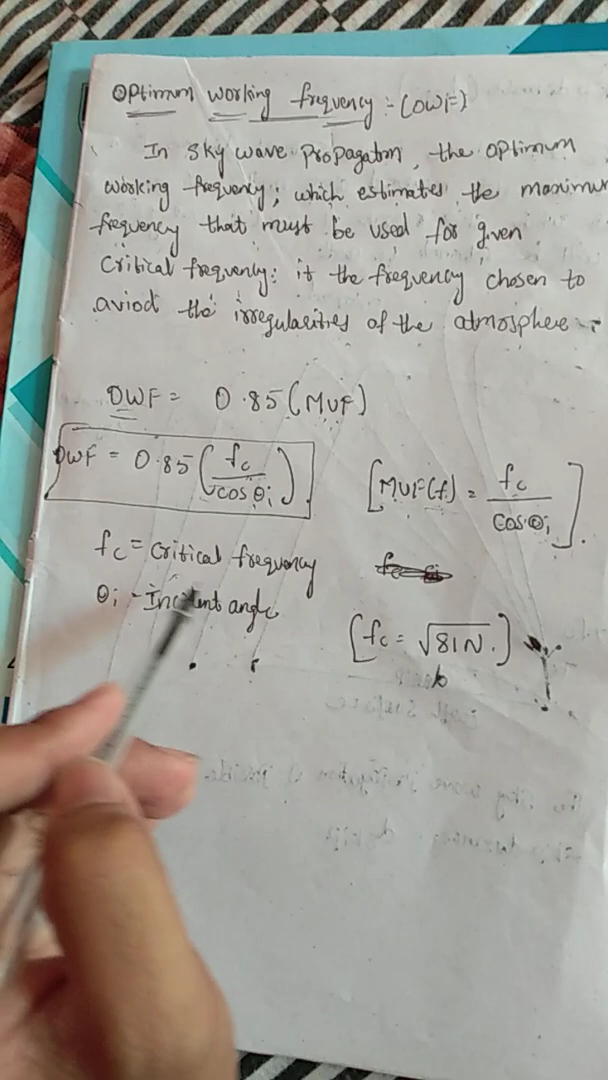 Optimum working frequency :- (OWF)
In sky wave propagatm, the optimum
working frequency; which estimates the maximum
frequency that must be used for given
critical frequency: it the frequency chosen to
aviod the irregularities of the atmosphere.
OWF = 0.85 (MUF)
OWF = 0.85 (fc / cos θi)
[MUF(f) = fc / cos θi].
fc = critical frequency
θi - Incident angle
[fc = √81N.]